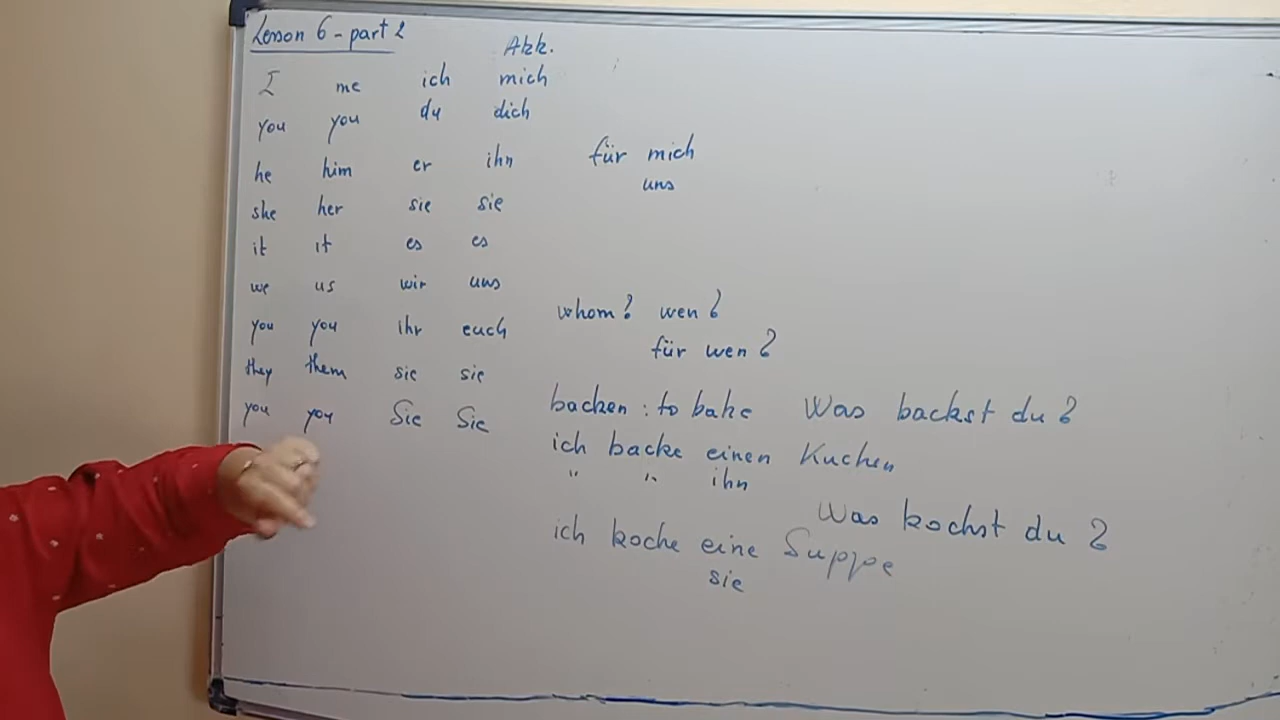 Lesson 6 - part 2
Akk.
I me ich mich
you you du dich
he him er ihn
she her sie sie
it it es es
we us wir uns
you you ihr euch
they them sie sie
you you Sie Sie
für mich
uns
whom? wen?
für wen?
backen : to bake Was backst du?
ich backe einen Kuchen
" " ihn
Was kochst du?
ich koche eine Suppe
sie